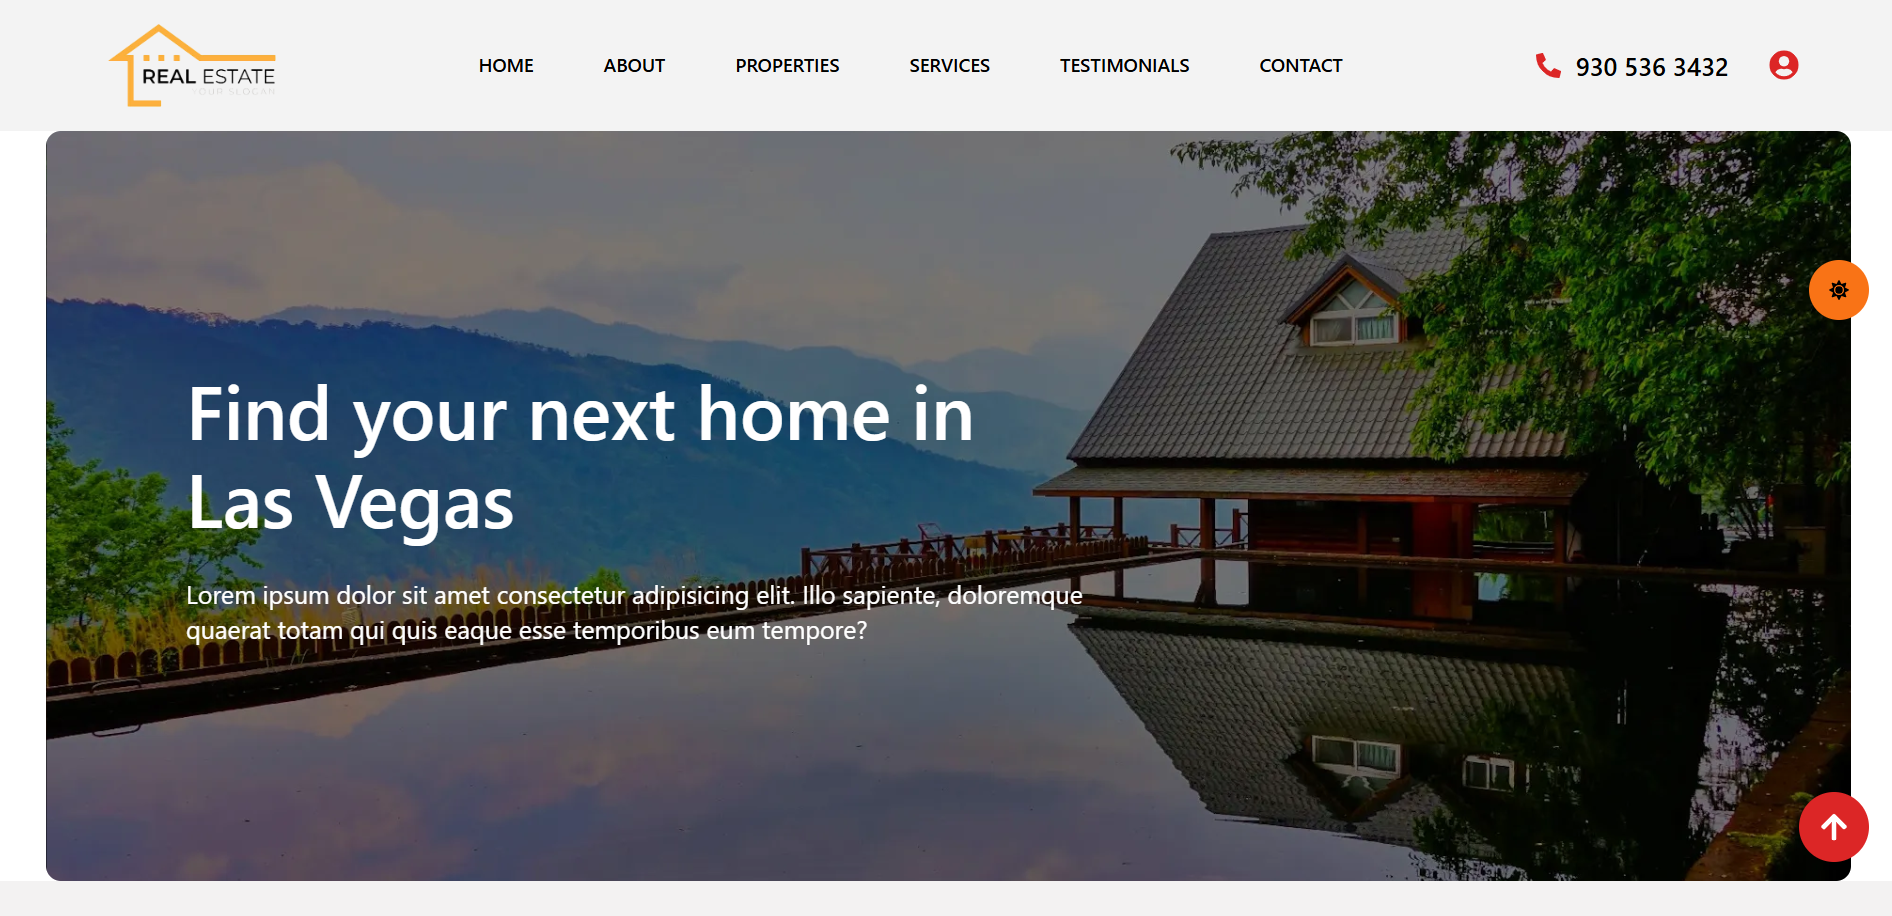 REAL ESTATE
YOUR SLOGAN
HOME ABOUT PROPERTIES SERVICES TESTIMONIALS CONTACT
930 536 3432
Find your next home in
Las Vegas
Lorem ipsum dolor sit amet consectetur adipisicing elit. Illo sapiente, doloremque
quaerat totam qui quis eaque esse temporibus eum tempore?